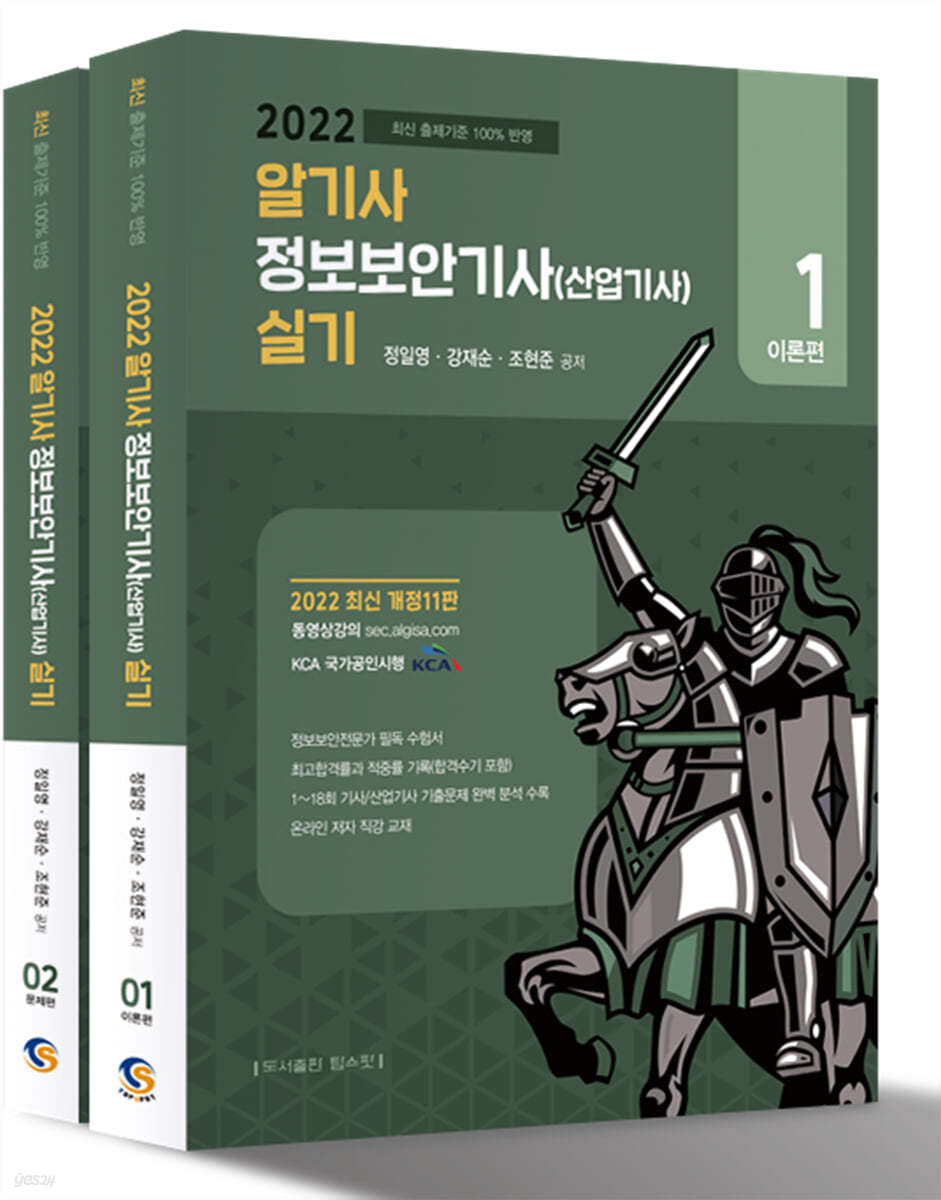 최신 출제기준 100% 반영
2022 알기사 정보보안기사(산업기사) 실기
정일영 · 강재순 · 조현준 공저
02
문제편
최신 출제기준 100% 반영
2022 알기사 정보보안기사(산업기사) 실기
정일영 · 강재순 · 조현준 공저
01
이론편
TOPSPOT
2022 최신 출제기준 100% 반영
알기사
정보보안기사(산업기사)
실기 정일영 · 강재순 · 조현준 공저
1
이론편
2022 최신 개정11판
동영상강의 sec.algisa.com
KCA 국가공인시행 KCA
정보보안전문가 필독 수험서
최고합격률과 적중률 기록(합격수기 포함)
1~18회 기사/산업기사 기출문제 완벽 분석 수록
온라인 저자 직강 교재
|도서출판 탑스팟|
yes24